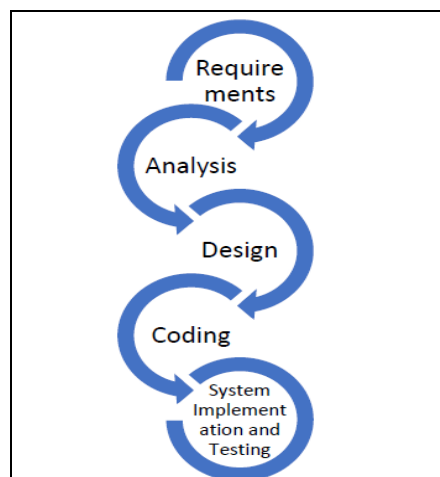 Require
ments
Analysis
Design
Coding
System
Implement
ation and
Testing